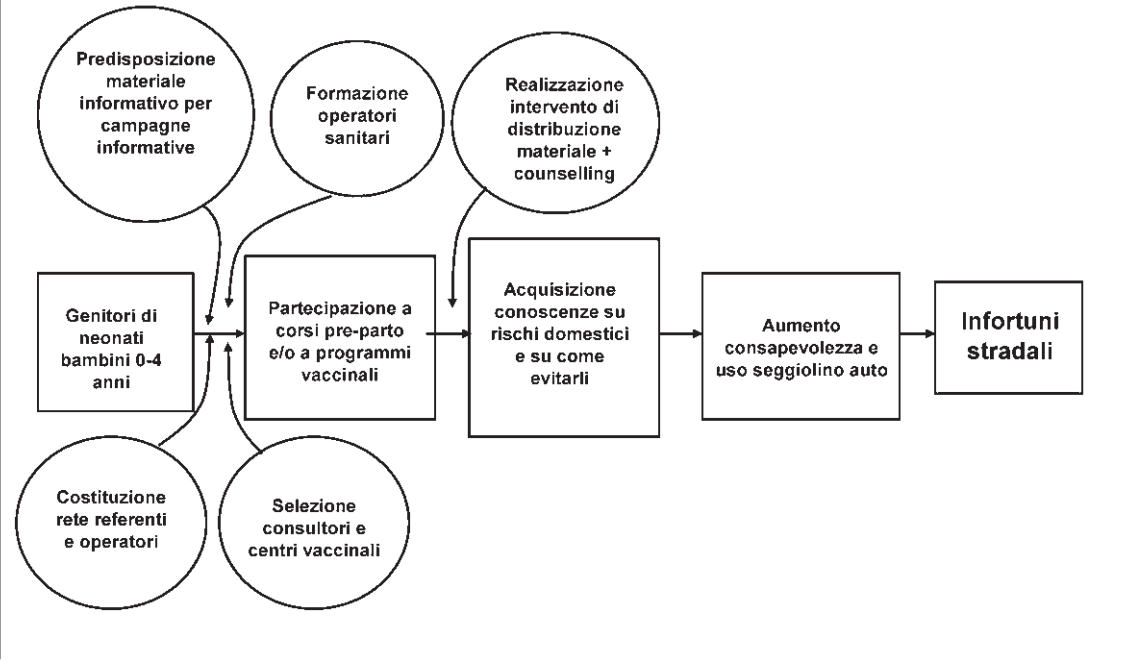 Predisposizione
materiale
informativo per
campagne
informative
Formazione
operatori
sanitari
Realizzazione
intervento di
distribuzione
materiale +
counselling
Genitori di
neonati
bambini 0-4
anni
Partecipazione a
corsi pre-parto
e/o a programmi
vaccinali
Acquisizione
conoscenze su
rischi domestici
e su come
evitarli
Aumento
consapevolezza e
uso seggiolino auto
Infortuni
stradali
Costituzione
rete referenti
e operatori
Selezione
consultori e
centri vaccinali